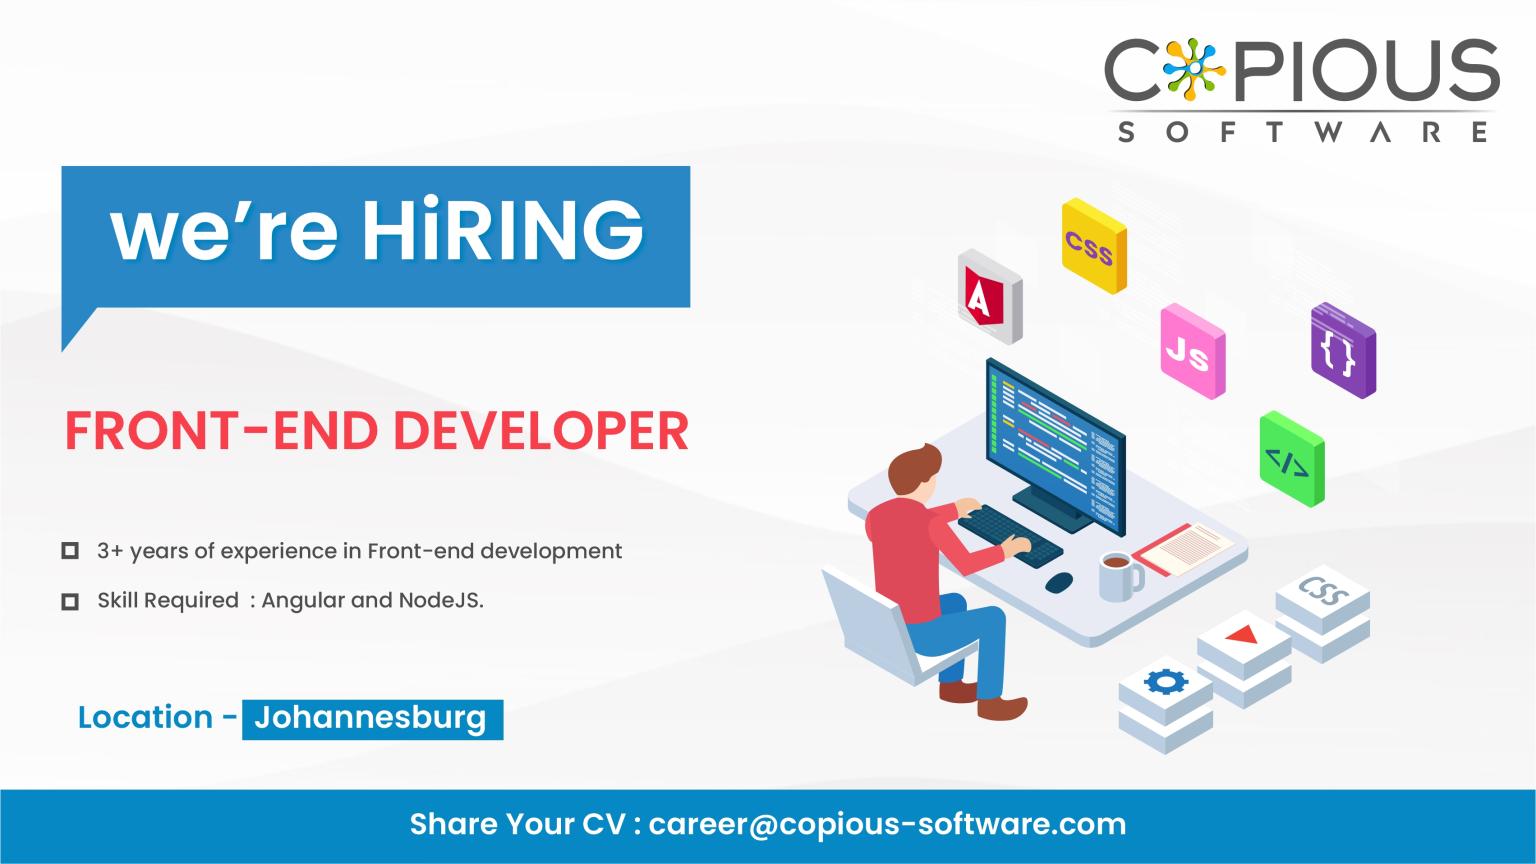 COPIOUS
SOFTWARE
we're HiRING
FRONT-END DEVELOPER
3+ years of experience in Front-end development
Skill Required : Angular and NodeJS.
Location - Johannesburg
A
CSS
Js
{ }
</>
CSS
Share Your CV : career@copious-software.com